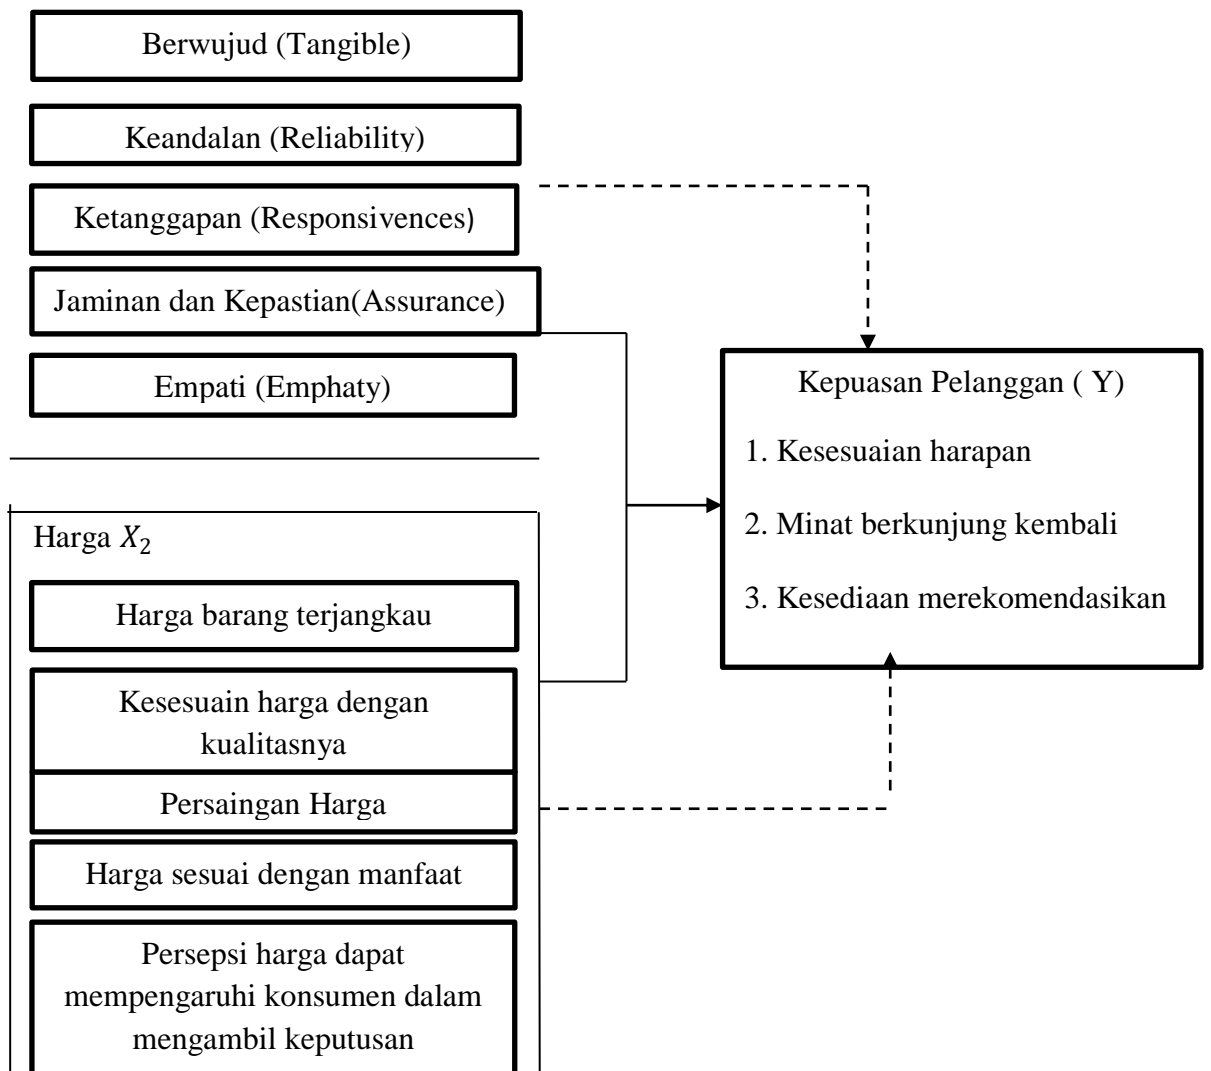 Berwujud (Tangible)
Keandalan (Reliability)
Ketanggapan (Responsivences)
Jaminan dan Kepastian(Assurance)
Empati (Emphaty)
Harga X₂
Harga barang terjangkau
Kesesuain harga dengan
kualitasnya
Persaingan Harga
Harga sesuai dengan manfaat
Persepsi harga dapat
mempengaruhi konsumen dalam
mengambil keputusan
Kepuasan Pelanggan ( Y)
1. Kesesuaian harapan
2. Minat berkunjung kembali
3. Kesediaan merekomendasikan